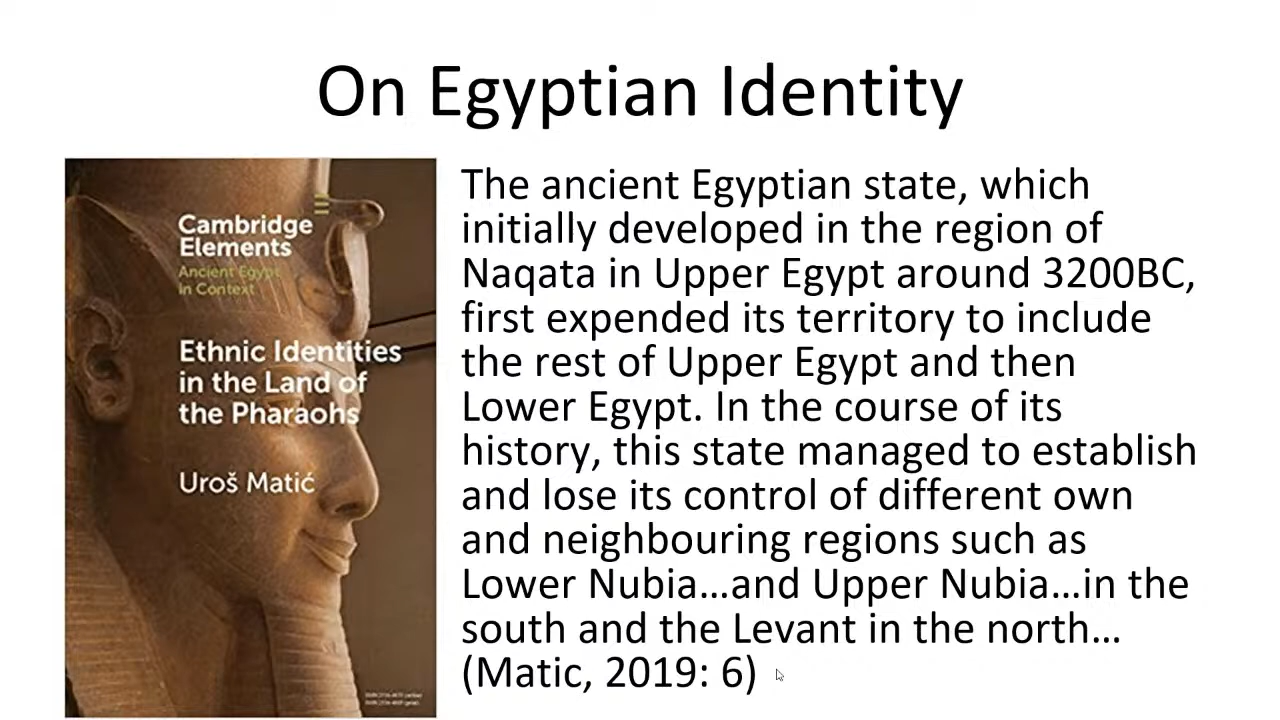 On Egyptian Identity
Cambridge
Elements
Ancient Egypt
in Context
Ethnic Identities
in the Land of
the Pharaohs
Uroš Matić
The ancient Egyptian state, which
initially developed in the region of
Naqata in Upper Egypt around 3200BC,
first expended its territory to include
the rest of Upper Egypt and then
Lower Egypt. In the course of its
history, this state managed to establish
and lose its control of different own
and neighbouring regions such as
Lower Nubia...and Upper Nubia...in the
south and the Levant in the north...
(Matic, 2019: 6)